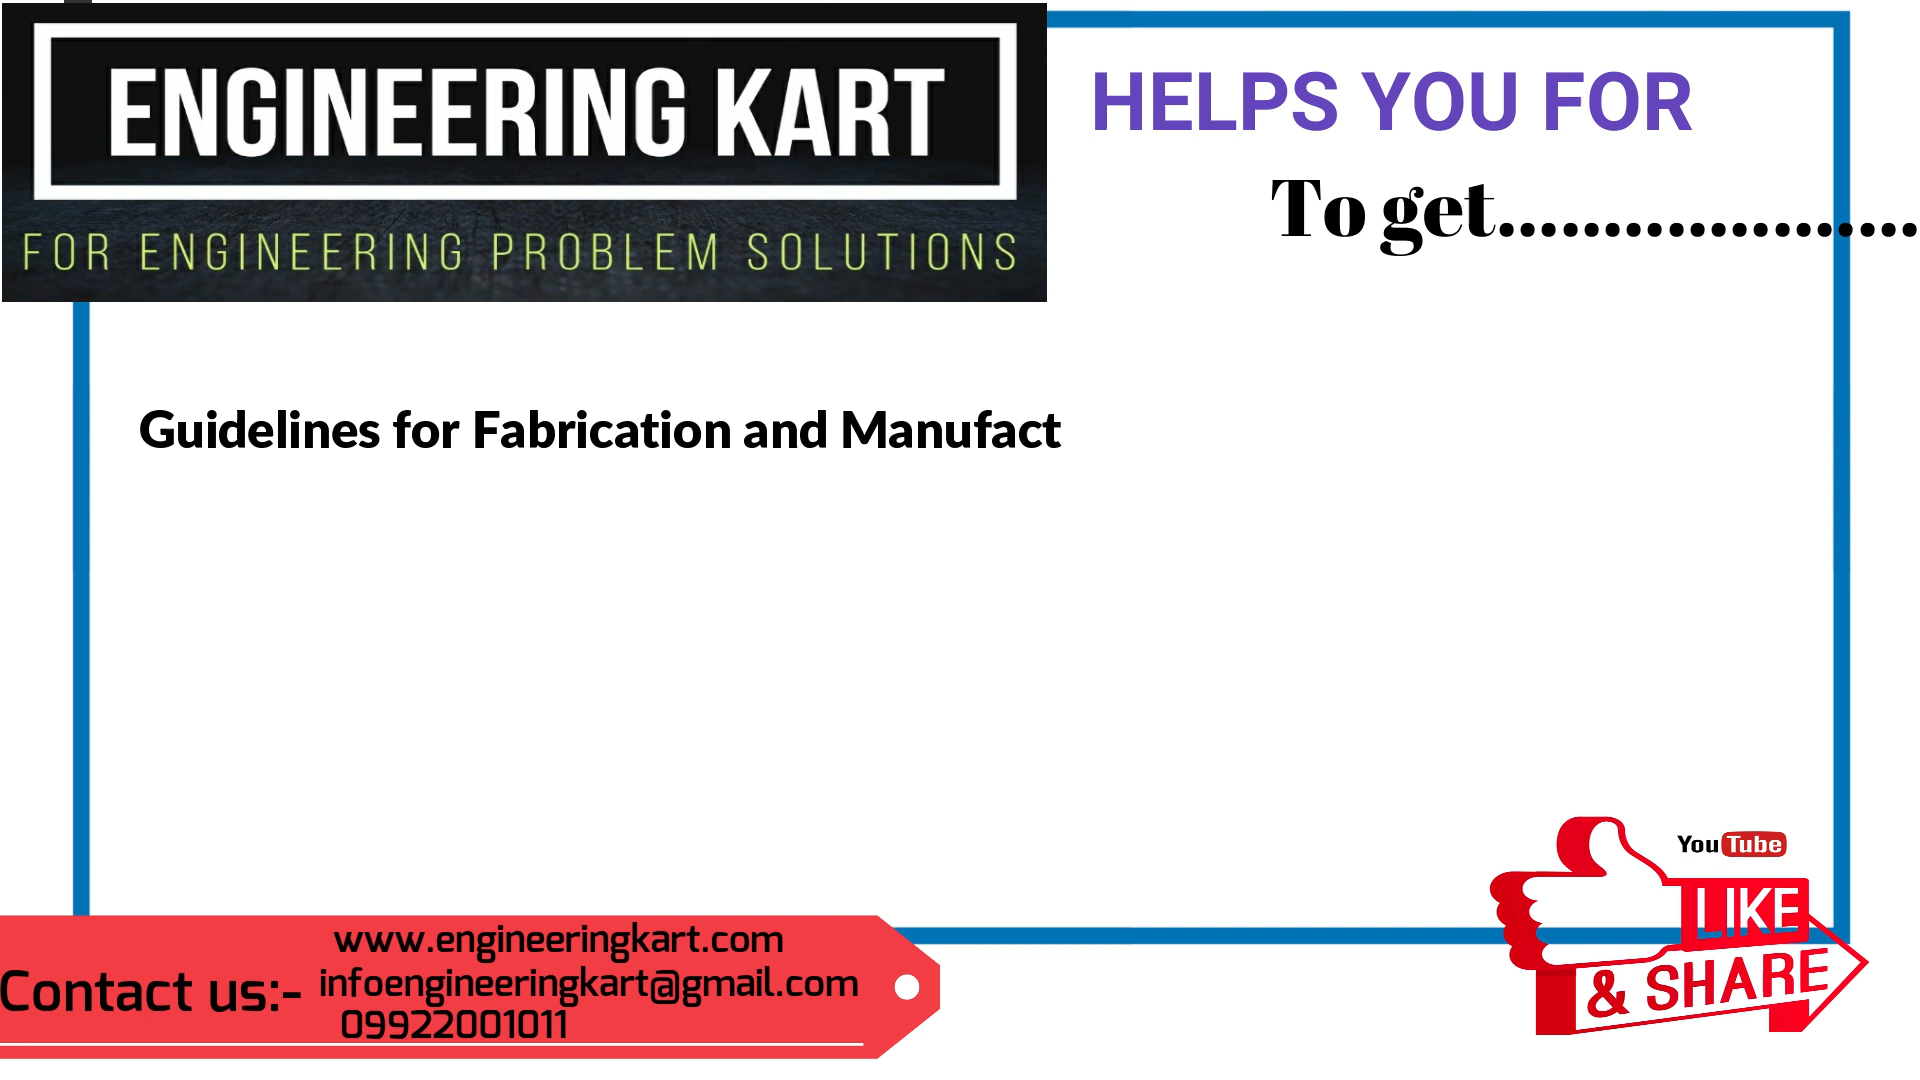 ENGINEERING KART
FOR ENGINEERING PROBLEM SOLUTIONS
HELPS YOU FOR
To get....................
Guidelines for Fabrication and Manufact
YouTube
LIKE
& SHARE
www.engineeringkart.com
Contact us:- infoengineeringkart@gmail.com
09922001011